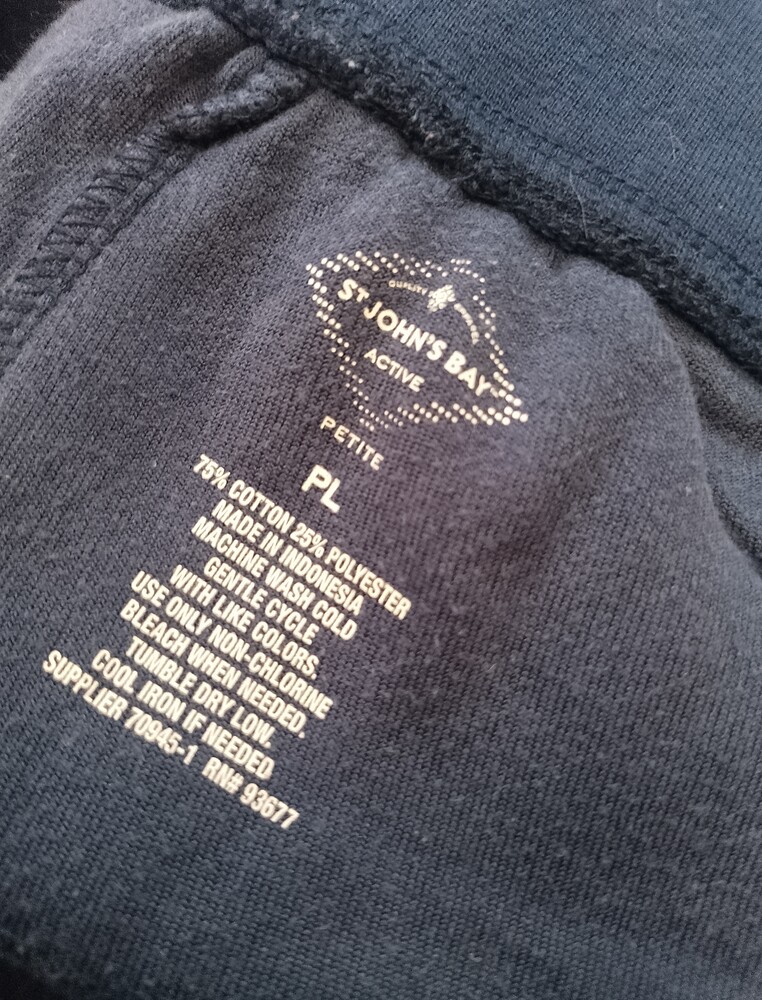 QUALITY
ST JOHN'S BAY
ACTIVE
PETITE
PL
75% COTTON 25% POLYESTER
MADE IN INDONESIA
MACHINE WASH COLD
GENTLE CYCLE
WITH LIKE COLORS.
USE ONLY NON-CHLORINE
BLEACH WHEN NEEDED.
TUMBLE DRY LOW.
COOL IRON IF NEEDED
SUPPLIER 70945-1 RN# 93677